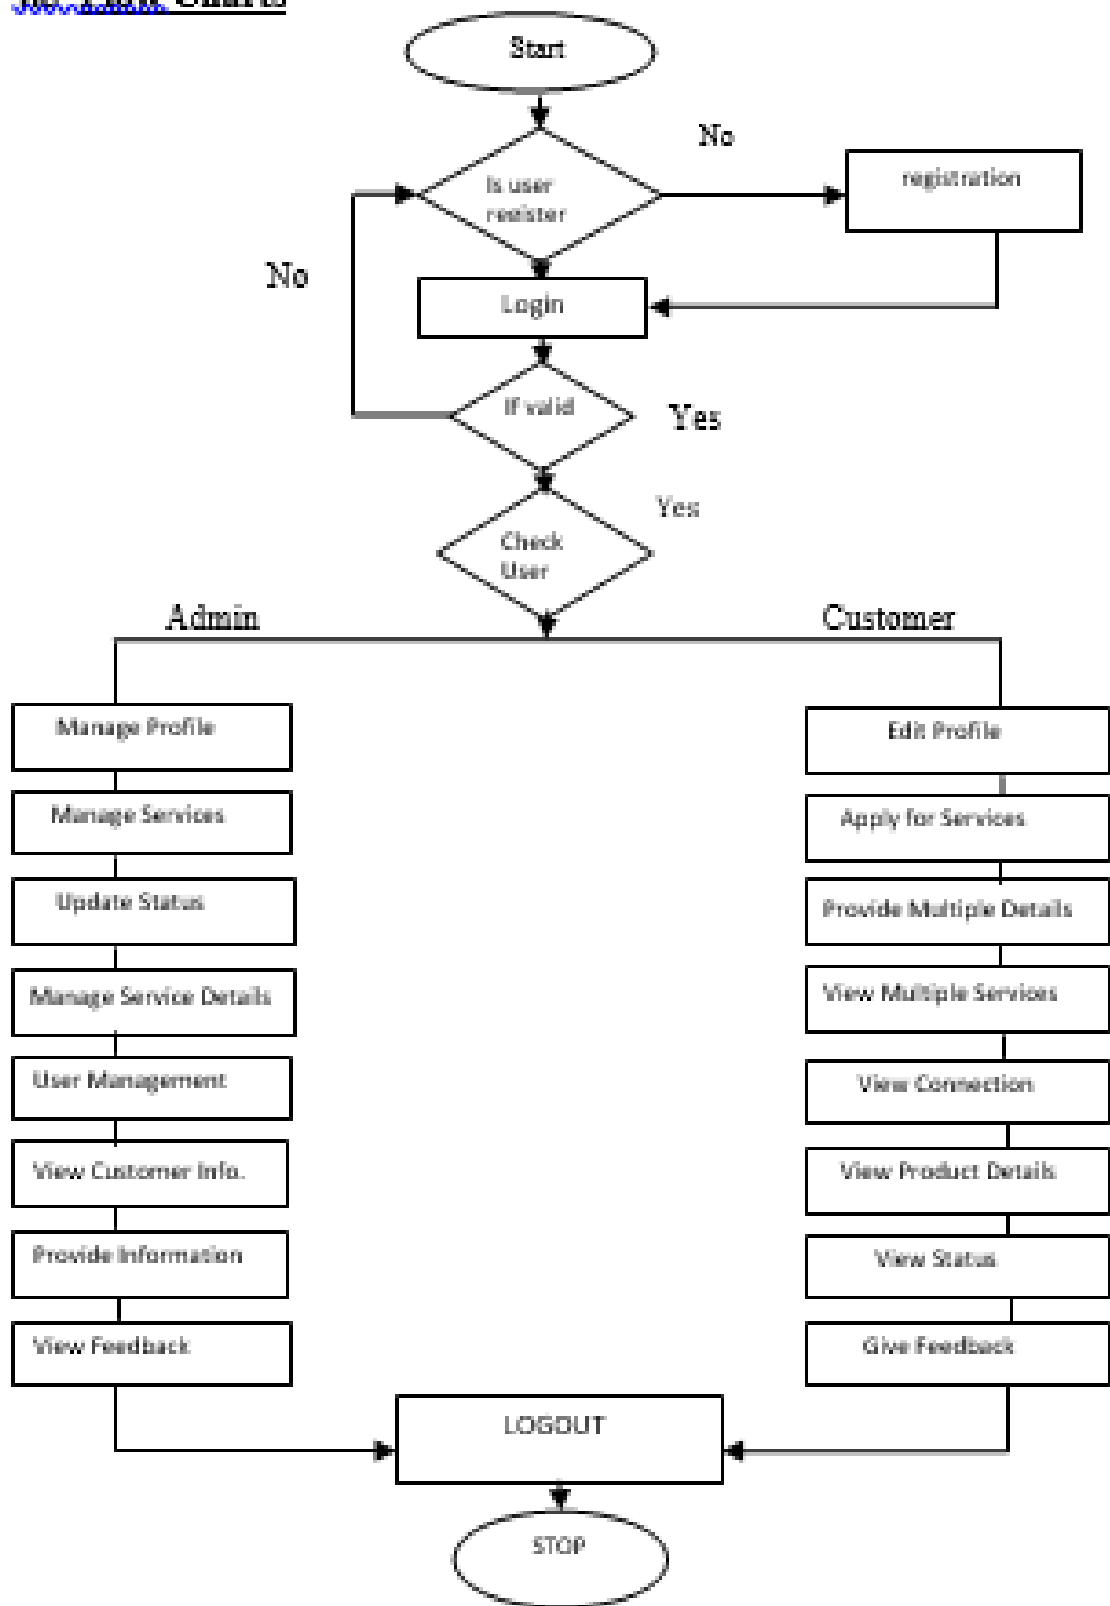 Charts
Start
No
Is user
register
registration
No
Login
If valid
Yes
Yes
Check
User
Admin
Customer
Manage Profile
Manage Services
Update Status
Manage Service Details
User Management
View Customer Info.
Provide Information
View Feedback
Edit Profile
Apply for Services
Provide Multiple Details
View Multiple Services
View Connection
View Product Details
View Status
Give Feedback
LOGOUT
STOP